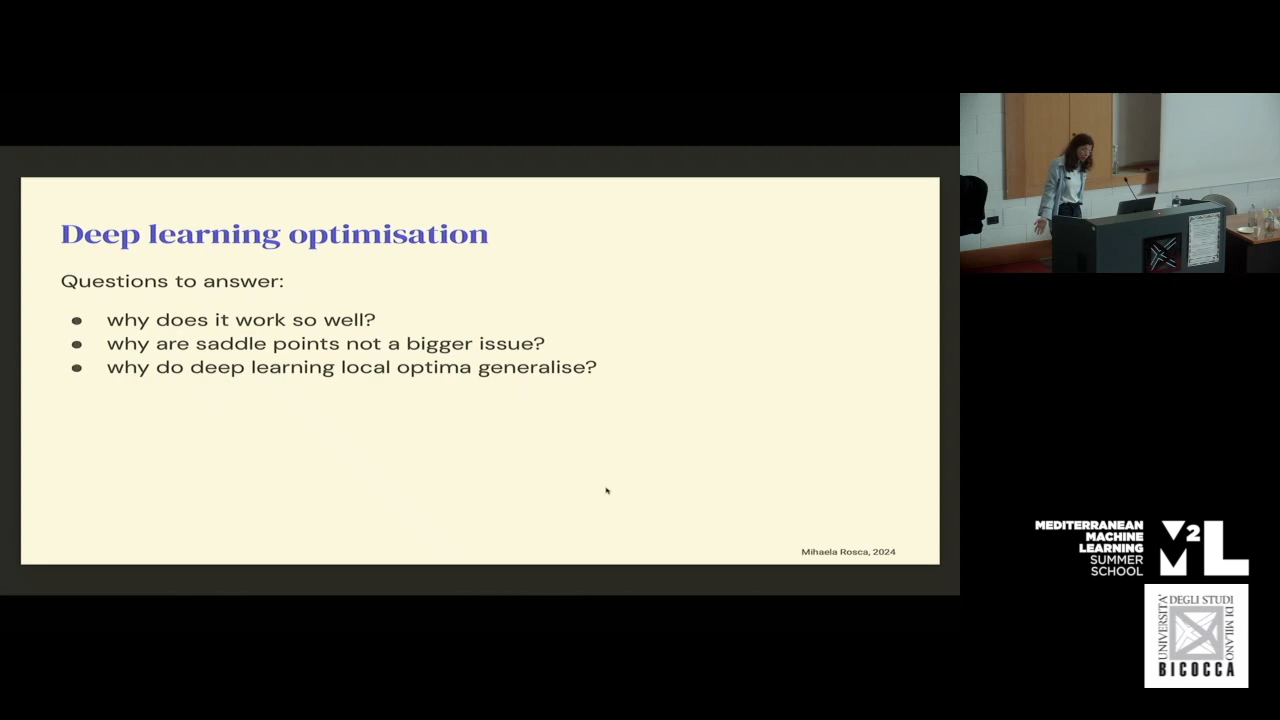 Deep learning optimisation
Questions to answer:
● why does it work so well?
● why are saddle points not a bigger issue?
● why do deep learning local optima generalise?
Mihaela Rosca, 2024
MEDITERRANEAN
MACHINE
LEARNING
SUMMER
SCHOOL
M2L
UNIVERSITA'
DEGLI STUDI
DI MILANO
BICOCCA